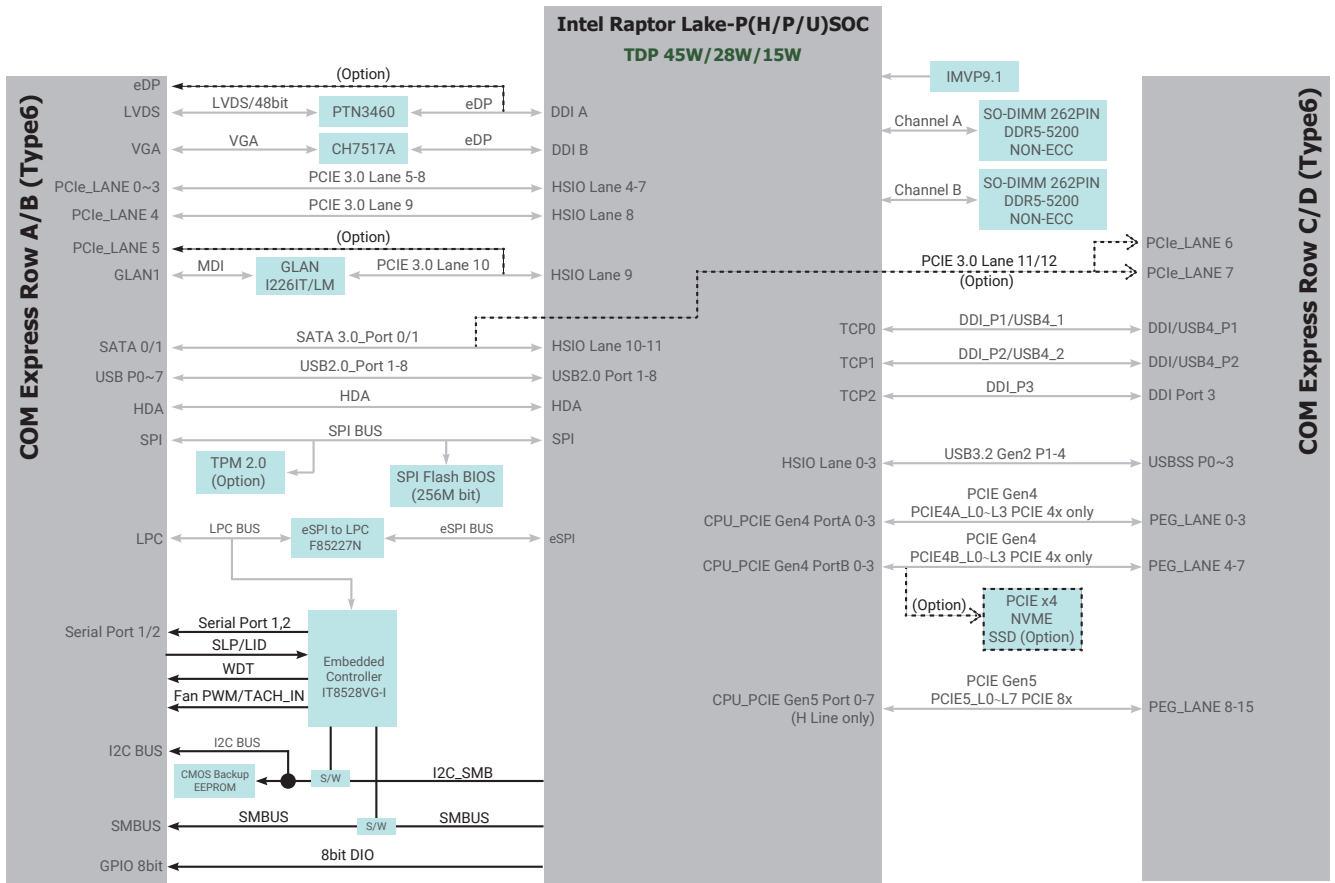 Intel Raptor Lake-P(H/P/U)SOC
TDP 45W/28W/15W
COM Express Row A/B (Type6)
eDP
(Option)
LVDS
LVDS/48bit
PTN3460
eDP
DDI A
VGA
VGA
CH7517A
eDP
DDI B
PCIe_LANE 0~3
PCIE 3.0 Lane 5-8
HSIO Lane 4-7
PCIe_LANE 4
PCIE 3.0 Lane 9
HSIO Lane 8
PCIe_LANE 5
(Option)
GLAN1
MDI
GLAN
I226IT/LM
PCIE 3.0 Lane 10
HSIO Lane 9
SATA 0/1
SATA 3.0_Port 0/1
HSIO Lane 10-11
USB P0~7
USB2.0_Port 1-8
USB2.0 Port 1-8
HDA
HDA
HDA
SPI
SPI BUS
SPI
TPM 2.0
(Option)
SPI Flash BIOS
(256M bit)
LPC
LPC BUS
eSPI to LPC
F85227N
eSPI BUS
eSPI
Serial Port 1/2
Serial Port 1,2
SLP/LID
WDT
Fan PWM/TACH_IN
Embedded
Controller
IT8528VG-I
I2C BUS
I2C BUS
CMOS Backup
EEPROM
S/W
I2C_SMB
SMBUS
SMBUS
S/W
SMBUS
GPIO 8bit
8bit DIO
IMVP9.1
Channel A
SO-DIMM 262PIN
DDR5-5200
NON-ECC
Channel B
SO-DIMM 262PIN
DDR5-5200
NON-ECC
PCIe_LANE 6
PCIE 3.0 Lane 11/12
(Option)
PCIe_LANE 7
TCP0
DDI_P1/USB4_1
DDI/USB4_P1
TCP1
DDI_P2/USB4_2
DDI/USB4_P2
TCP2
DDI_P3
DDI Port 3
HSIO Lane 0-3
USB3.2 Gen2 P1-4
USBSS P0~3
CPU_PCIE Gen4 PortA 0-3
PCIE Gen4
PCIE4A_L0~L3 PCIE 4x only
PEG_LANE 0-3
CPU_PCIE Gen4 PortB 0-3
PCIE Gen4
PCIE4B_L0~L3 PCIE 4x only
PEG_LANE 4-7
(Option)
PCIE x4
NVME
SSD (Option)
CPU_PCIE Gen5 Port 0-7
(H Line only)
PCIE Gen5
PCIE5_L0~L7 PCIE 8x
PEG_LANE 8-15
COM Express Row C/D (Type6)